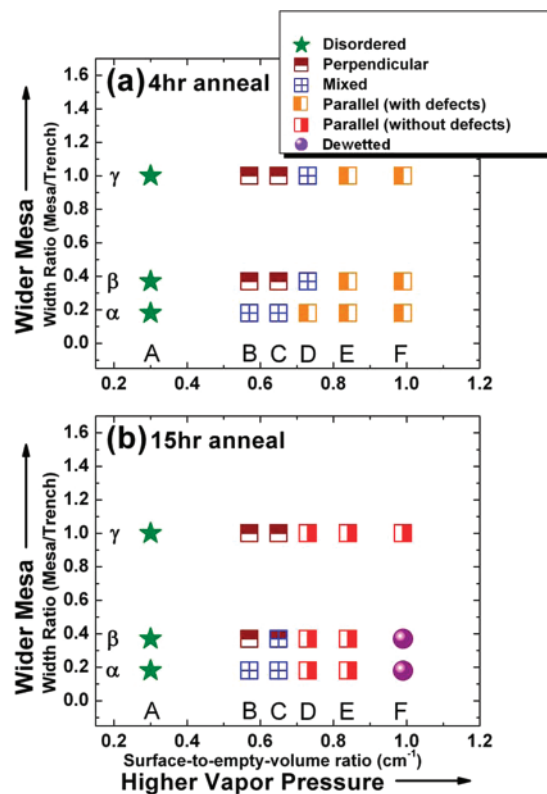 Disordered
Perpendicular
Mixed
Parallel (with defects)
Parallel (without defects)
Dewetted
(a) 4hr anneal
Wider Mesa
Width Ratio (Mesa/Trench)
1.6
1.4
1.2
1.0
0.8
0.6
0.4
0.2
0.0
γ
β
α
A B C D E F
0.2 0.4 0.6 0.8 1.0 1.2
(b) 15hr anneal
Wider Mesa
Width Ratio (Mesa/Trench)
1.6
1.4
1.2
1.0
0.8
0.6
0.4
0.2
0.0
γ
β
α
A B C D E F
0.2 0.4 0.6 0.8 1.0 1.2
Surface-to-empty-volume ratio (cm⁻¹)
Higher Vapor Pressure